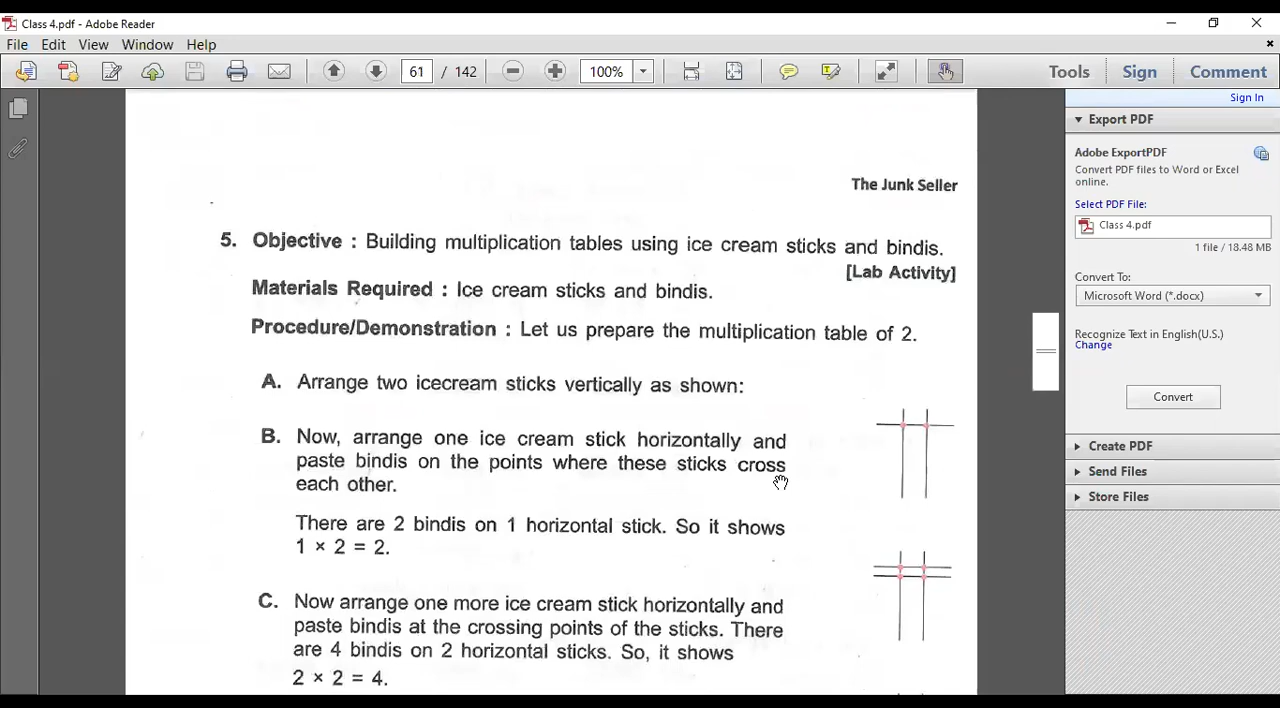 Class 4.pdf - Adobe Reader
File Edit View Window Help
61 / 142 100% Tools Sign Comment
Sign In
Export PDF
Adobe ExportPDF
Convert PDF files to Word or Excel
online.
Select PDF File:
Class 4.pdf
1 file / 18.48 MB
Convert To:
Microsoft Word (*.docx)
Recognize Text in English(U.S.)
Change
Convert
Create PDF
Send Files
Store Files
The Junk Seller
5. Objective : Building multiplication tables using ice cream sticks and bindis.
[Lab Activity]
Materials Required : Ice cream sticks and bindis.
Procedure/Demonstration : Let us prepare the multiplication table of 2.
A. Arrange two icecream sticks vertically as shown:
B. Now, arrange one ice cream stick horizontally and
paste bindis on the points where these sticks cross
each other.
There are 2 bindis on 1 horizontal stick. So it shows
1 × 2 = 2.
C. Now arrange one more ice cream stick horizontally and
paste bindis at the crossing points of the sticks. There
are 4 bindis on 2 horizontal sticks. So, it shows
2 × 2 = 4.